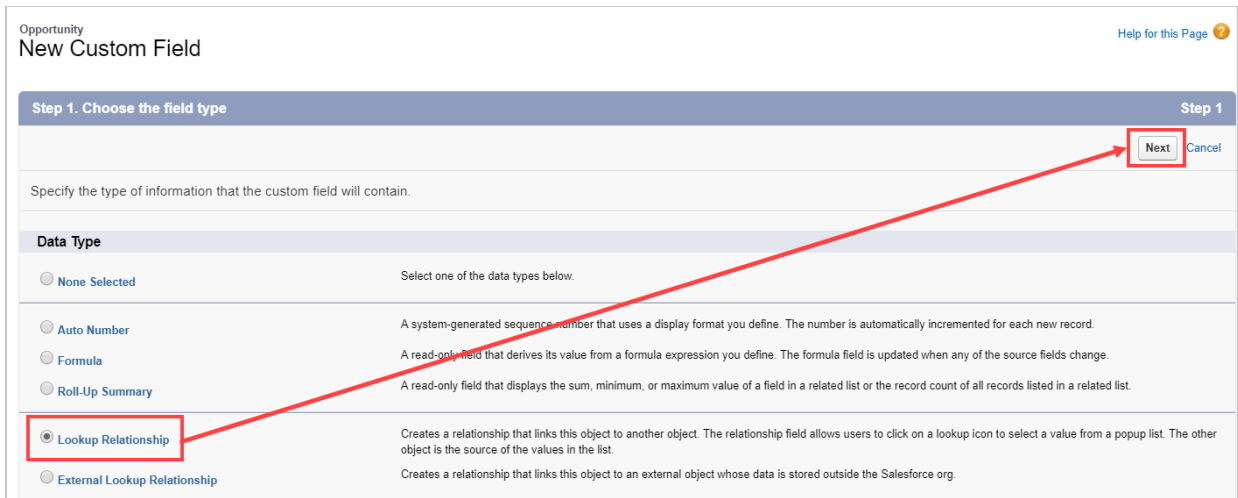 Opportunity
New Custom Field
Help for this Page ?
Step 1. Choose the field type
Step 1
Next Cancel
Specify the type of information that the custom field will contain.
Data Type
None Selected
Select one of the data types below.
Auto Number
A system-generated sequence number that uses a display format you define. The number is automatically incremented for each new record.
Formula
A read-only field that derives its value from a formula expression you define. The formula field is updated when any of the source fields change.
Roll-Up Summary
A read-only field that displays the sum, minimum, or maximum value of a field in a related list or the record count of all records listed in a related list.
Lookup Relationship
Creates a relationship that links this object to another object. The relationship field allows users to click on a lookup icon to select a value from a popup list. The other
object is the source of the values in the list.
External Lookup Relationship
Creates a relationship that links this object to an external object whose data is stored outside the Salesforce org.